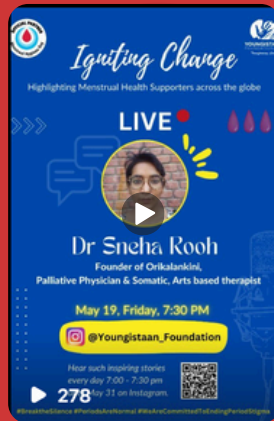 Igniting Change
Highlighting Menstrual Health Supporters across the globe
LIVE
Dr Sneha Rooh
Founder of Orikalankini,
Palliative Physician & Somatic, Arts based therapist
May 19, Friday, 7:30 PM
@Youngistaan_Foundation
Hear such inspiring stories
every day 7:00 - 7:30 pm
May 31 on Instagram.
278
#BreaktheSilence #PeriodsAreNormal #WeAreCommittedToEndingPeriodStigma